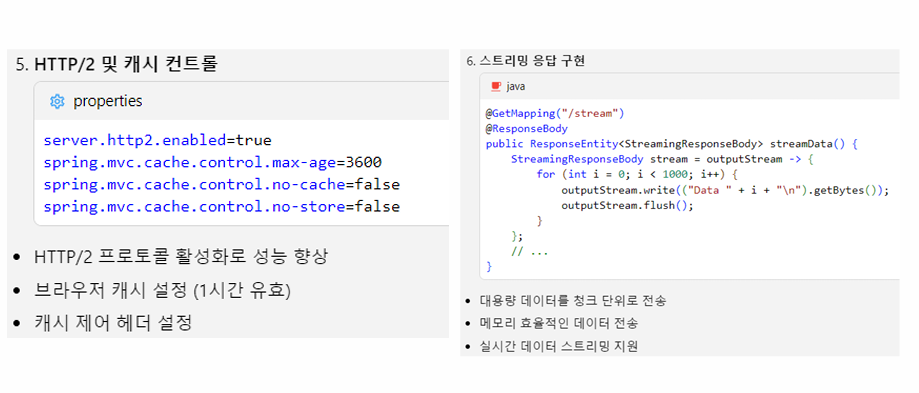 5. HTTP/2 및 캐시 컨트롤
properties
server.http2.enabled=true
spring.mvc.cache.control.max-age=3600
spring.mvc.cache.control.no-cache=false
spring.mvc.cache.control.no-store=false
• HTTP/2 프로토콜 활성화로 성능 향상
• 브라우저 캐시 설정 (1시간 유효)
• 캐시 제어 헤더 설정
6. 스트리밍 응답 구현
java
@GetMapping("/stream")
@ResponseBody
public ResponseEntity<StreamingResponseBody> streamData() {
    StreamingResponseBody stream = outputStream -> {
        for (int i = 0; i < 1000; i++) {
            outputStream.write(("Data " + i + "\n").getBytes());
            outputStream.flush();
        }
    };
    // ...
}
• 대용량 데이터를 청크 단위로 전송
• 메모리 효율적인 데이터 전송
• 실시간 데이터 스트리밍 지원